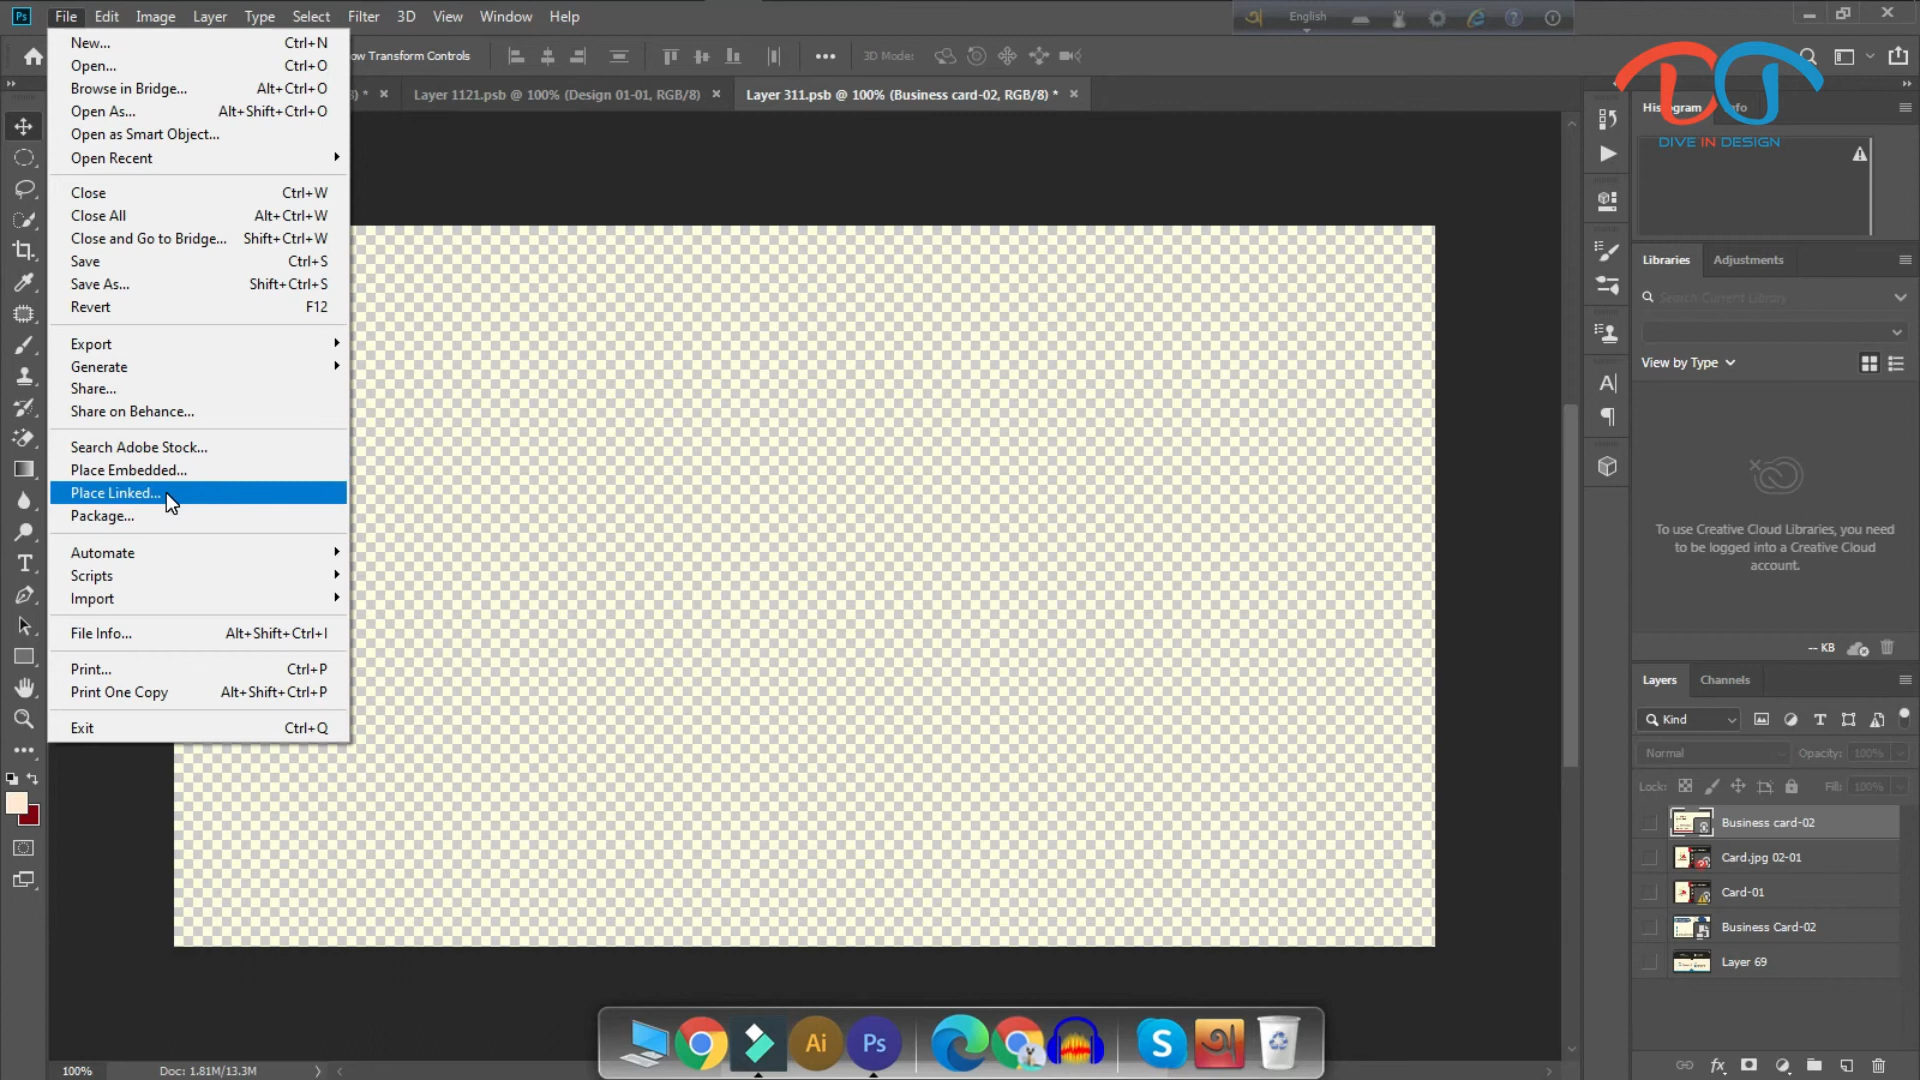 Ps File Edit Image Layer Type Select Filter 3D View Window Help
English
New... Ctrl+N
Open... Ctrl+O
Browse in Bridge... Alt+Ctrl+O
Open As... Alt+Shift+Ctrl+O
Open as Smart Object...
Open Recent
Close Ctrl+W
Close All Alt+Ctrl+W
Close and Go to Bridge... Shift+Ctrl+W
Save Ctrl+S
Save As... Shift+Ctrl+S
Revert F12
Export
Generate
Share...
Share on Behance...
Search Adobe Stock...
Place Embedded...
Place Linked...
Package...
Automate
Scripts
Import
File Info... Alt+Shift+Ctrl+I
Print... Ctrl+P
Print One Copy Alt+Shift+Ctrl+P
Exit Ctrl+Q
ow Transform Controls
3D Mode:
) * × Layer 1121.psb @ 100% (Design 01-01, RGB/8) × Layer 311.psb @ 100% (Business card-02, RGB/8) * ×
Histogram
DIVE IN DESIGN
Libraries Adjustments
Search Current Library
View by Type
To use Creative Cloud Libraries, you need
to be logged into a Creative Cloud
account.
-- KB
Layers Channels
Kind
Normal Opacity: 100%
Lock: Fill: 100%
Business card-02
Card.jpg 02-01
Card-01
Business Card-02
Layer 69
Ai Ps S অ
100% Doc: 1.81M/13.3M